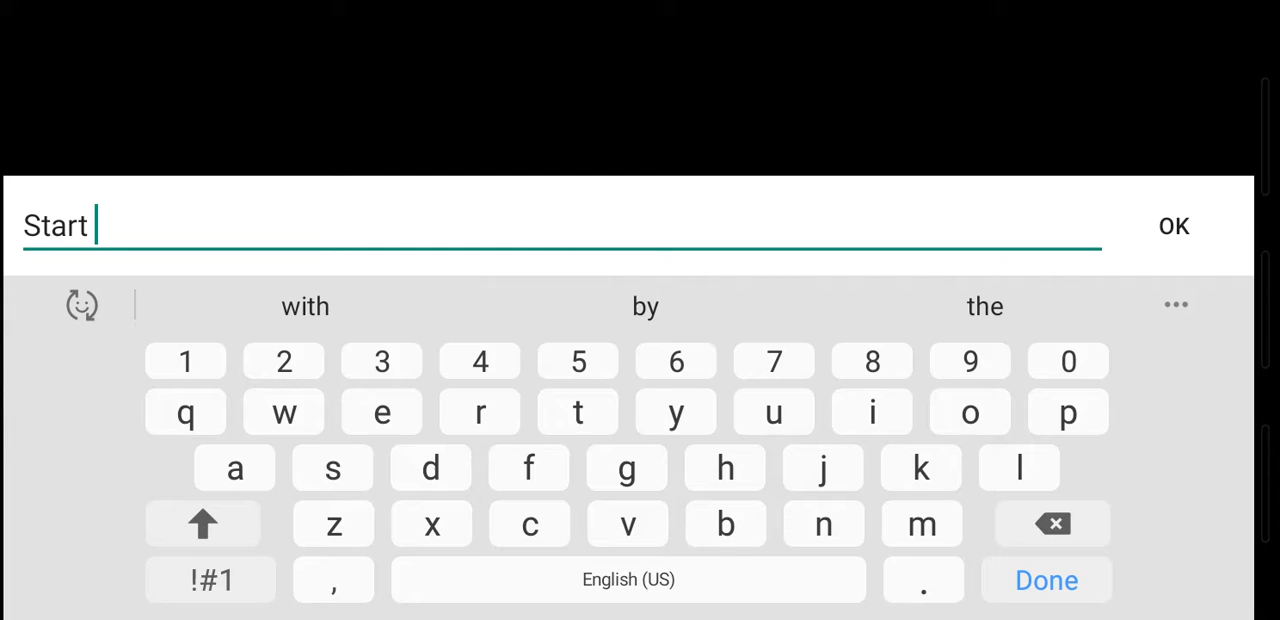 Start
OK
with by the
1 2 3 4 5 6 7 8 9 0
q w e r t y u i o p
a s d f g h j k l
z x c v b n m
!#1 , English (US) . Done